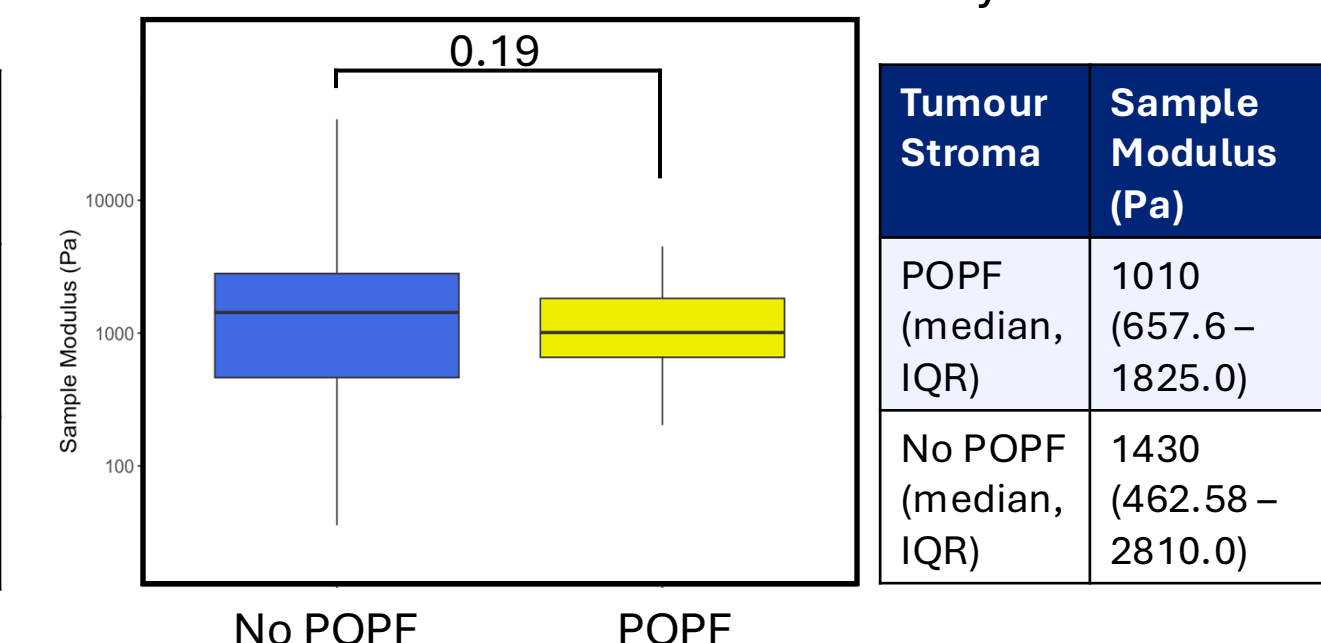 0.19
10000
1000
100
Sample Modulus (Pa)
No POPF
POPF
Tumour
Stroma
Sample
Modulus
(Pa)
POPF
(median,
IQR)
1010
(657.6 –
1825.0)
No POPF
(median,
IQR)
1430
(462.58 –
2810.0)